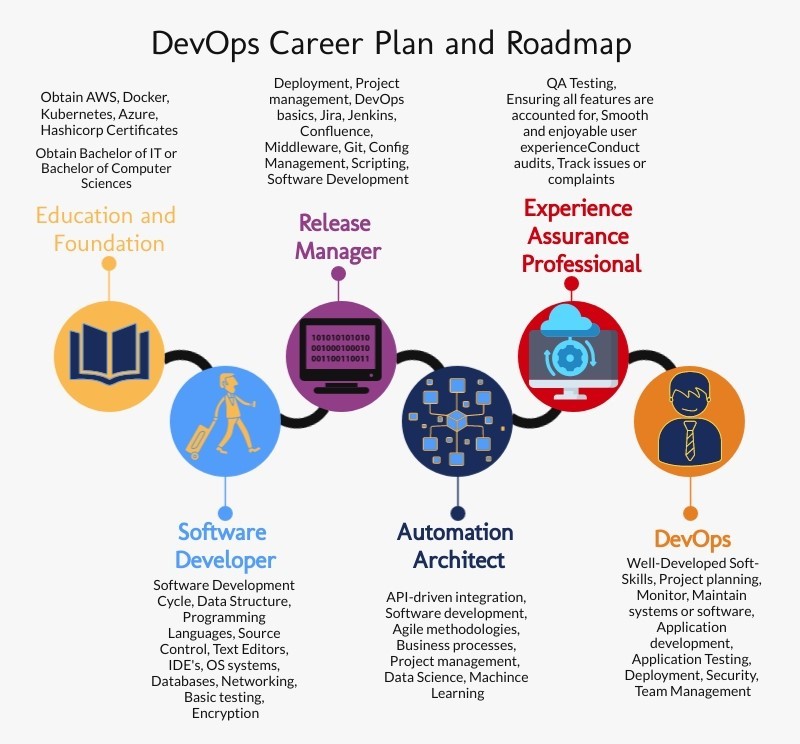 DevOps Career Plan and Roadmap
Obtain AWS, Docker,
Kubernetes, Azure,
Hashicorp Certificates
Obtain Bachelor of IT or
Bachelor of Computer
Sciences
Education and
Foundation
Software
Developer
Software Development
Cycle, Data Structure,
Programming
Languages, Source
Control, Text Editors,
IDE's, OS systems,
Databases, Networking,
Basic testing,
Encryption
Deployment, Project
management, DevOps
basics, Jira, Jenkins,
Confluence,
Middleware, Git, Config
Management, Scripting,
Software Development
Release
Manager
101010101010
001000100010
001100110011
Automation
Architect
API-driven integration,
Software development,
Agile methodologies,
Business processes,
Project management,
Data Science, Machince
Learning
QA Testing,
Ensuring all features are
accounted for, Smooth
and enjoyable user
experienceConduct
audits, Track issues or
complaints
Experience
Assurance
Professional
DevOps
Well-Developed Soft-
Skills, Project planning,
Monitor, Maintain
systems or software,
Application
development,
Application Testing,
Deployment, Security,
Team Management